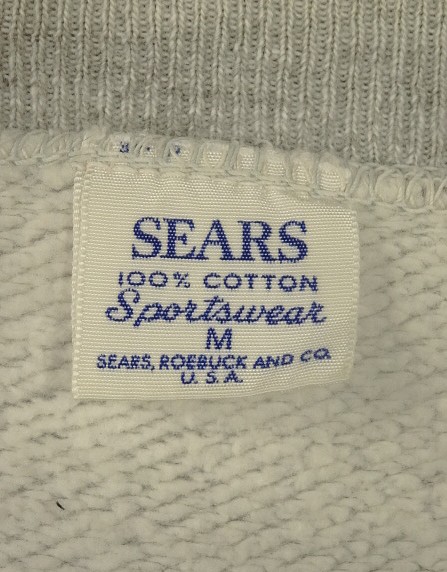 SEARS
100% COTTON
Sportswear
M
SEARS, ROEBUCK AND CO.
U.S.A.